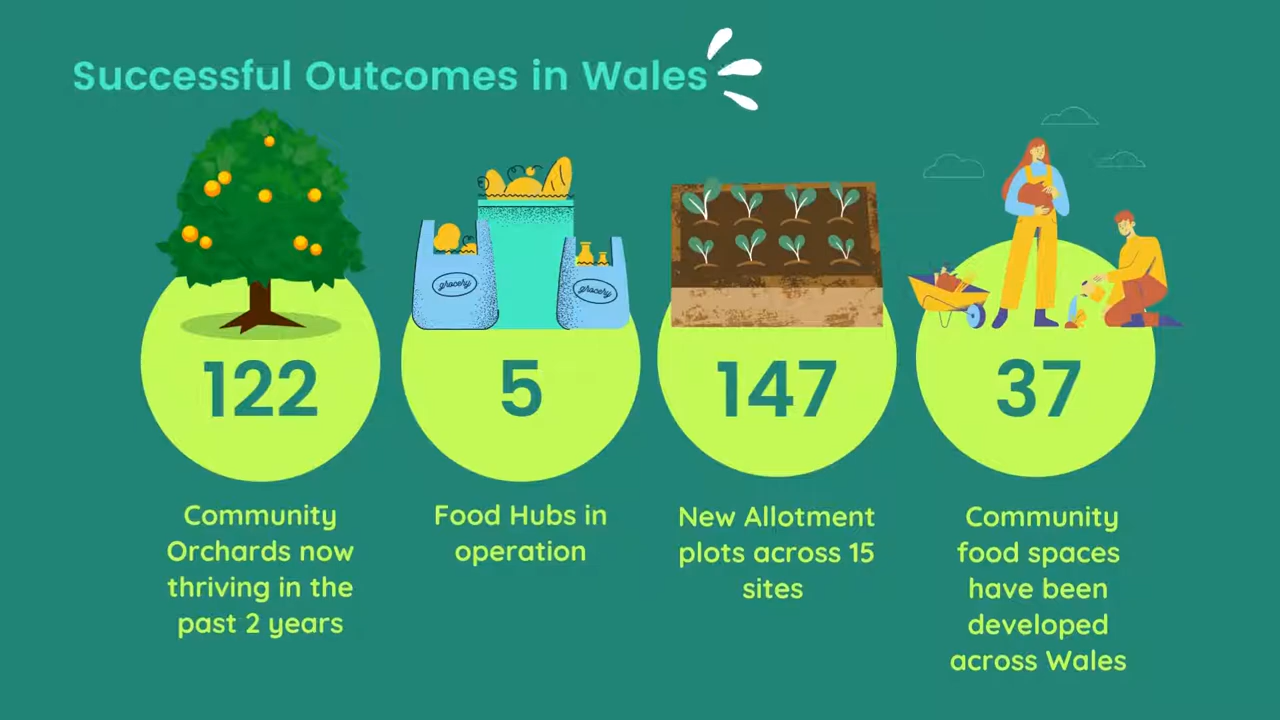 Successful Outcomes in Wales
grocery
grocery
122
Community
Orchards now
thriving in the
past 2 years
5
Food Hubs in
operation
147
New Allotment
plots across 15
sites
37
Community
food spaces
have been
developed
across Wales